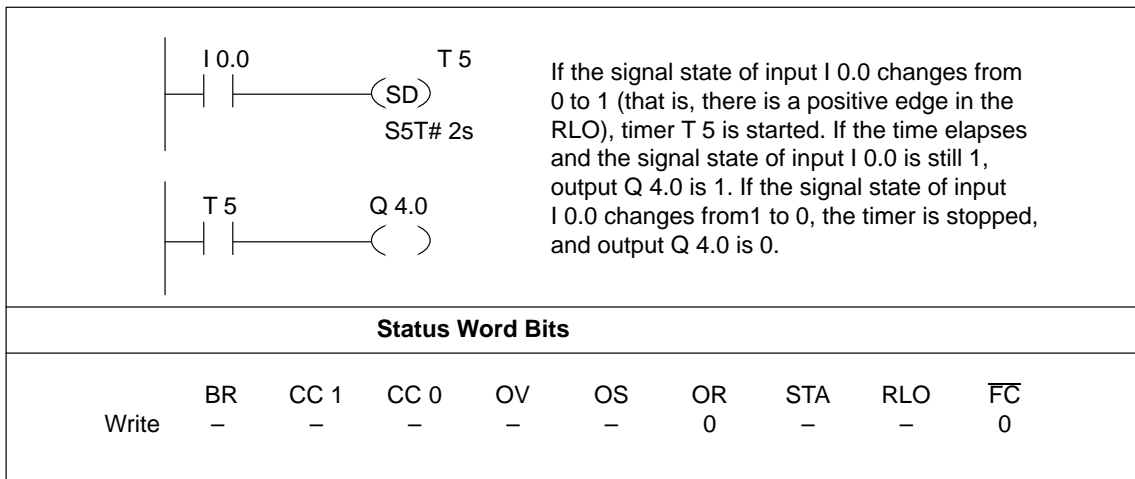 I 0.0 T 5
(SD)
S5T# 2s
T 5 Q 4.0
( )
If the signal state of input I 0.0 changes from
0 to 1 (that is, there is a positive edge in the
RLO), timer T 5 is started. If the time elapses
and the signal state of input I 0.0 is still 1,
output Q 4.0 is 1. If the signal state of input
I 0.0 changes from1 to 0, the timer is stopped,
and output Q 4.0 is 0.
Status Word Bits
BR CC 1 CC 0 OV OS OR STA RLO F̅C̅
Write – – – – – 0 – – 0